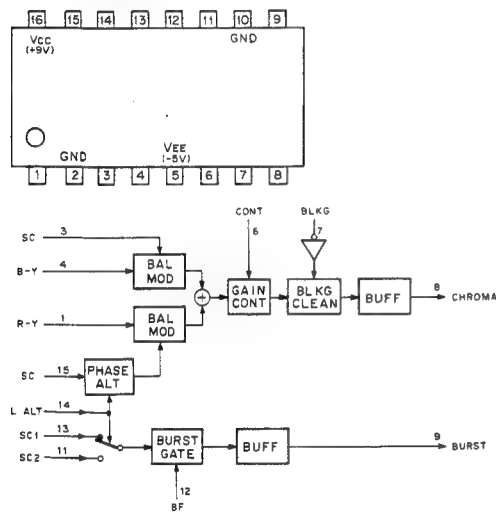 16 15 14 13 12 11 10 9
VCC GND
(+9V)
VEE
(-5V)
GND
1 2 3 4 5 6 7 8
CONT BLKG
SC 3 6 7
B-Y 4 BAL MOD
+ GAIN CONT BLKG CLEAN BUFF 8 CHROMA
R-Y 1 BAL MOD
SC 15 PHASE ALT
L ALT 14
SC1 13 BURST GATE BUFF 9 BURST
SC2 11
12
BF